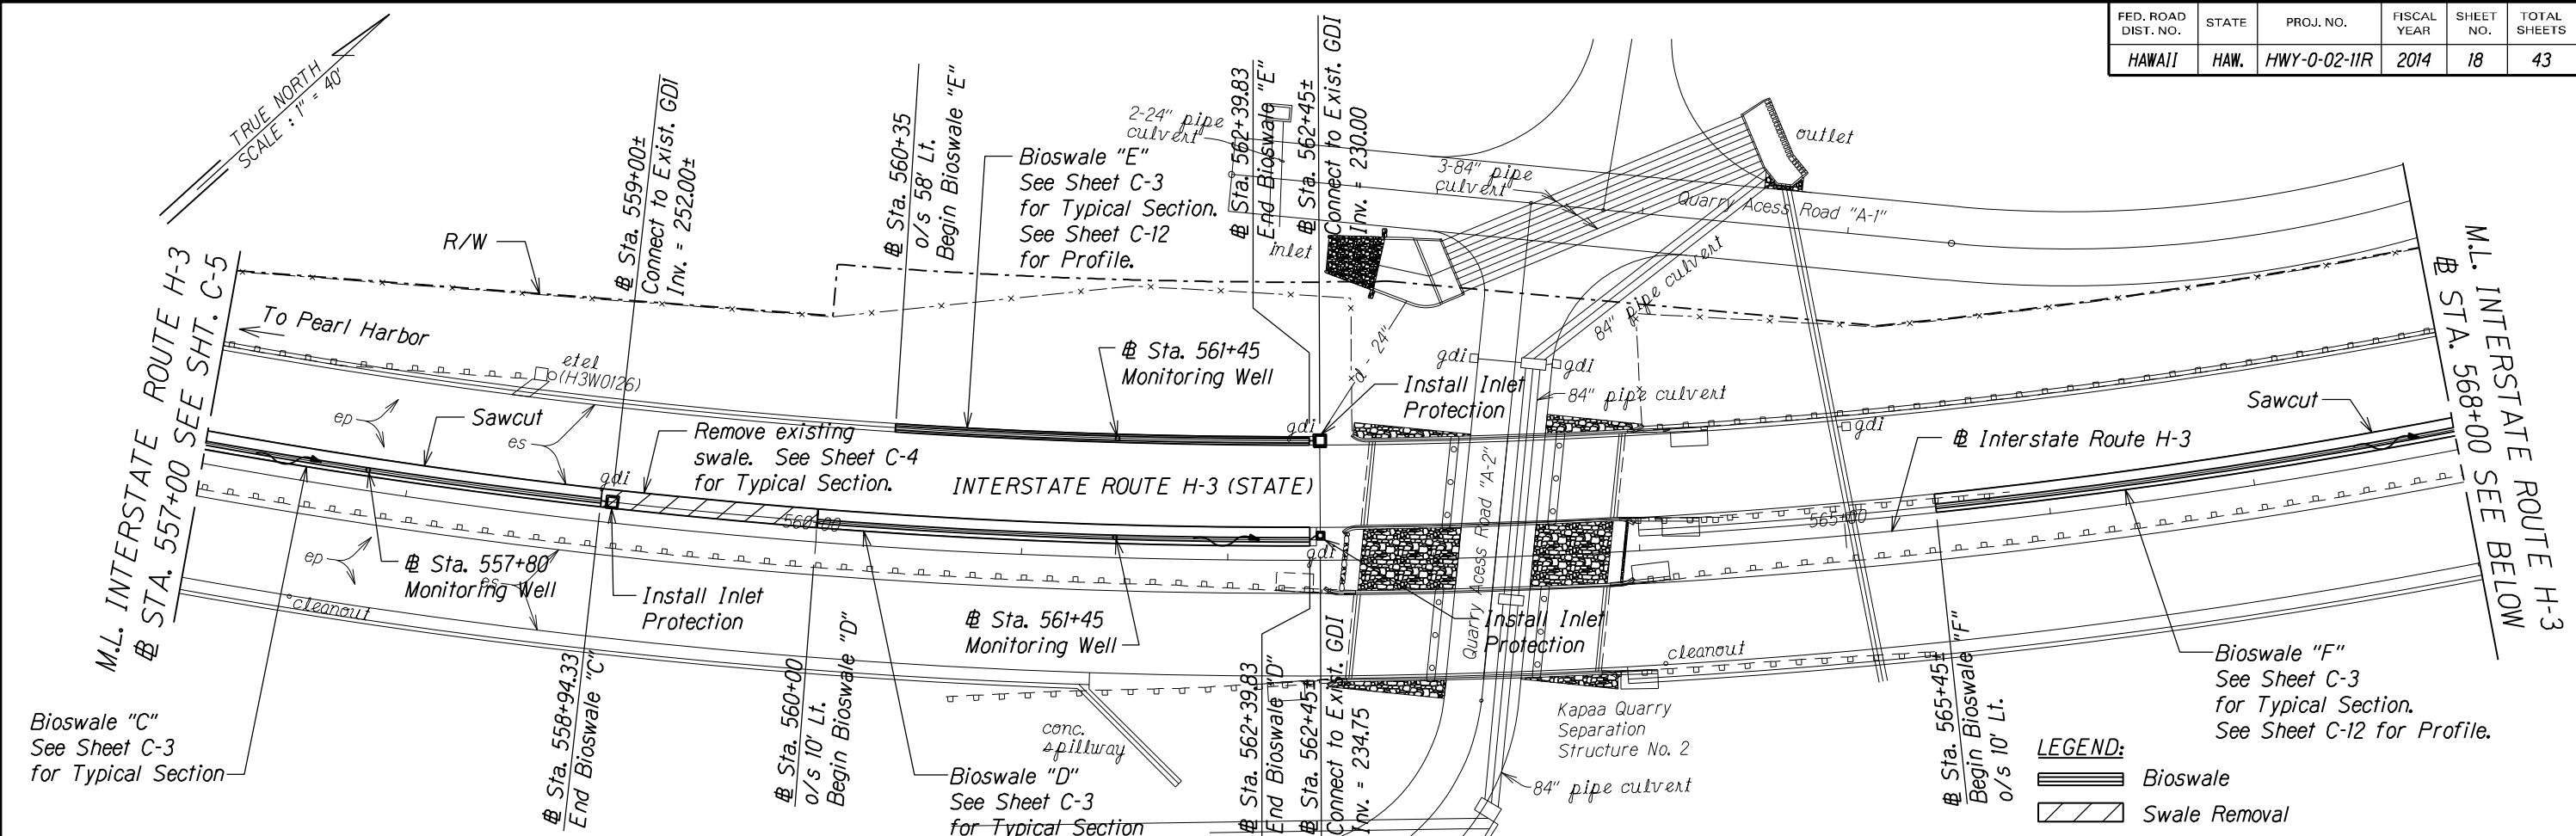 FED. ROAD DIST. NO.
STATE
PROJ. NO.
FISCAL YEAR
SHEET NO.
TOTAL SHEETS
HAWAII
HAW.
HWY-O-02-11R
2014
18
43
TRUE NORTH
SCALE : 1" = 40'
M.L. INTERSTATE ROUTE H-3
℄ STA. 557+00 SEE SHT. C-5
R/W
To Pearl Harbor
℄ Sta. 559+00±
Connect to Exist. GDI
Inv. = 252.00±
℄ Sta. 560+35
o/s 58' Lt.
Begin Bioswale "E"
Bioswale "E"
See Sheet C-3
for Typical Section.
See Sheet C-12
for Profile.
2-24" pipe
culvert
℄ Sta. 562+39.83
End Bioswale "E"
℄ Sta. 562+45±
Connect to Exist. GDI
Inv. = 230.00
inlet
3-84" pipe
culvert
outlet
Quarry Acess Road "A-1"
84" pipe culvert
etel
(H3W0126)
ep
es
Sawcut
gdi
Remove existing
swale. See Sheet C-4
for Typical Section.
℄ Sta. 561+45
Monitoring Well
gdi
d - 24"
Install Inlet
Protection
gdi
gdi
84" pipe culvert
gdi
INTERSTATE ROUTE H-3 (STATE)
560+00
Quarry Acess Road "A-2"
565+00
℄ Interstate Route H-3
Sawcut
M.L. INTERSTATE ROUTE H-3
℄ STA. 568+00 SEE BELOW
ep
es
℄ Sta. 557+80
Monitoring Well
cleanout
Install Inlet
Protection
gdi
℄ Sta. 561+45
Monitoring Well
Install Inlet
Protection
cleanout
Bioswale "C"
See Sheet C-3
for Typical Section
℄ Sta. 558+94.33
End Bioswale "C"
℄ Sta. 560+00
o/s 10' Lt.
Begin Bioswale "D"
Bioswale "D"
See Sheet C-3
for Typical Section
conc.
spillway
℄ Sta. 562+39.83
End Bioswale "D"
℄ Sta. 562+45±
Connect to Exist. GDI
Inv. = 234.75
Kapaa Quarry
Separation
Structure No. 2
84" pipe culvert
℄ Sta. 565+45±
Begin Bioswale "F"
o/s 10' Lt.
Bioswale "F"
See Sheet C-3
for Typical Section.
See Sheet C-12 for Profile.
LEGEND:
Bioswale
Swale Removal